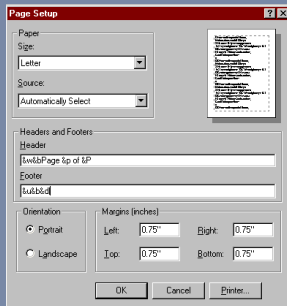 Page Setup
Paper
Size:
Letter
Source:
Automatically Select
Headers and Footers
Header
&w&bPage &p of &P
Footer
&u&b&d
Orientation
Portrait
Landscape
Margins (inches)
Left: 0.75" Right: 0.75"
Top: 0.75" Bottom: 0.75"
OK Cancel Printer...